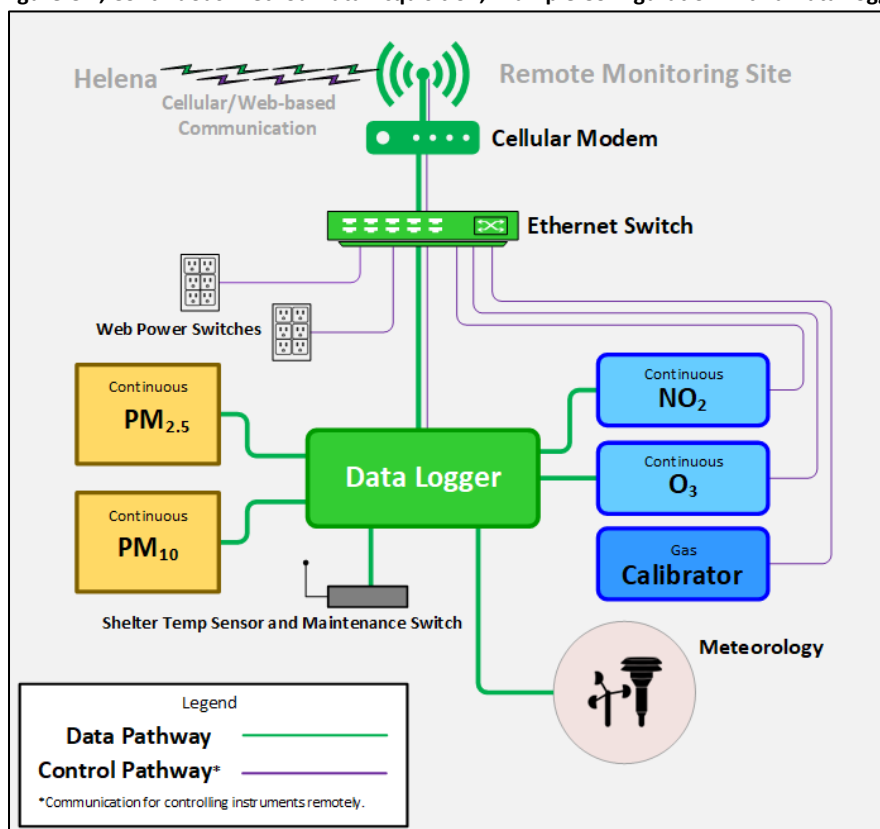 Helena
Cellular/Web-based
Communication
Remote Monitoring Site
Cellular Modem
Ethernet Switch
Web Power Switches
Continuous
PM2.5
Continuous
PM10
Data Logger
Continuous
NO2
Continuous
O3
Gas
Calibrator
Shelter Temp Sensor and Maintenance Switch
Meteorology
Legend
Data Pathway
Control Pathway*
*Communication for controlling instruments remotely.